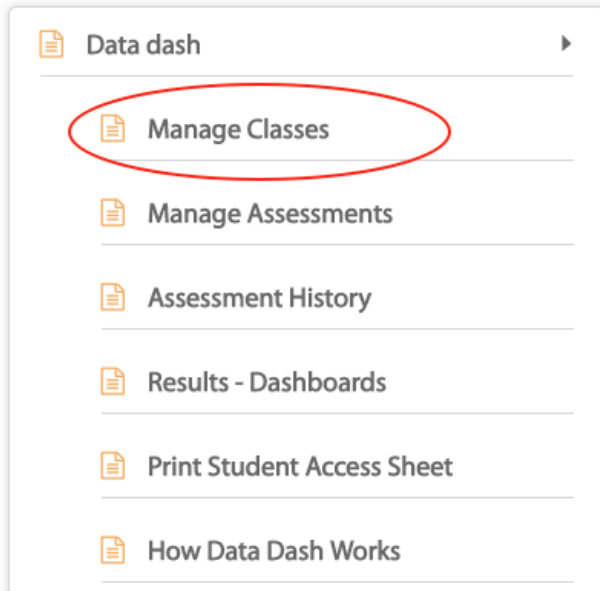 Data dash
Manage Classes
Manage Assessments
Assessment History
Results - Dashboards
Print Student Access Sheet
How Data Dash Works